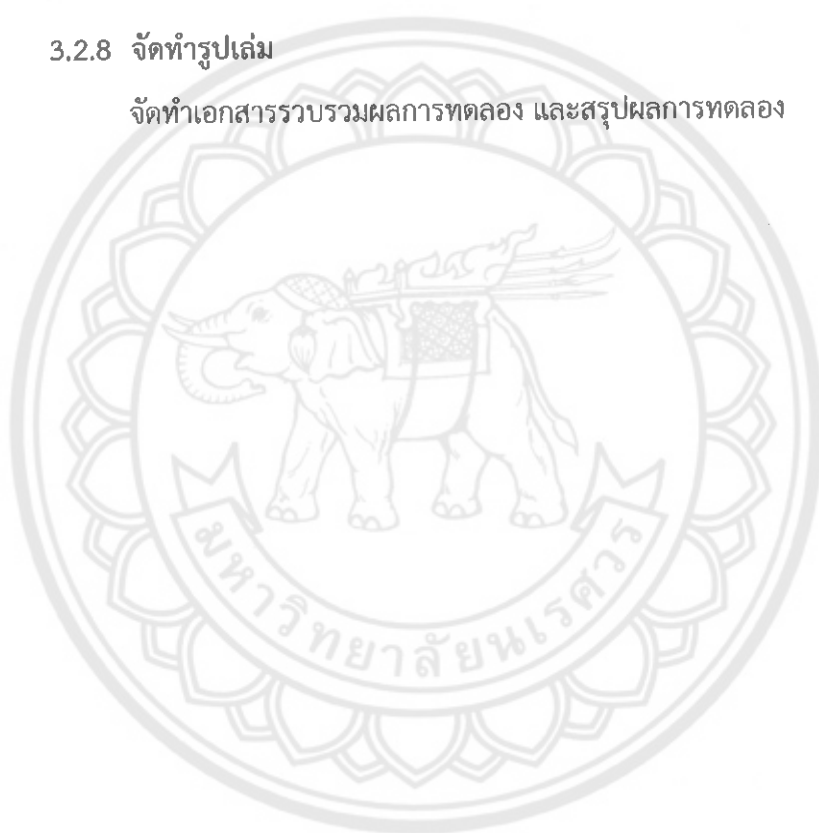 3.2.8 จัดทำรูปเล่ม
จัดทำเอกสารรวบรวมผลการทดลอง และสรุปผลการทดลอง
มหาวิทยาลัยนเรศวร